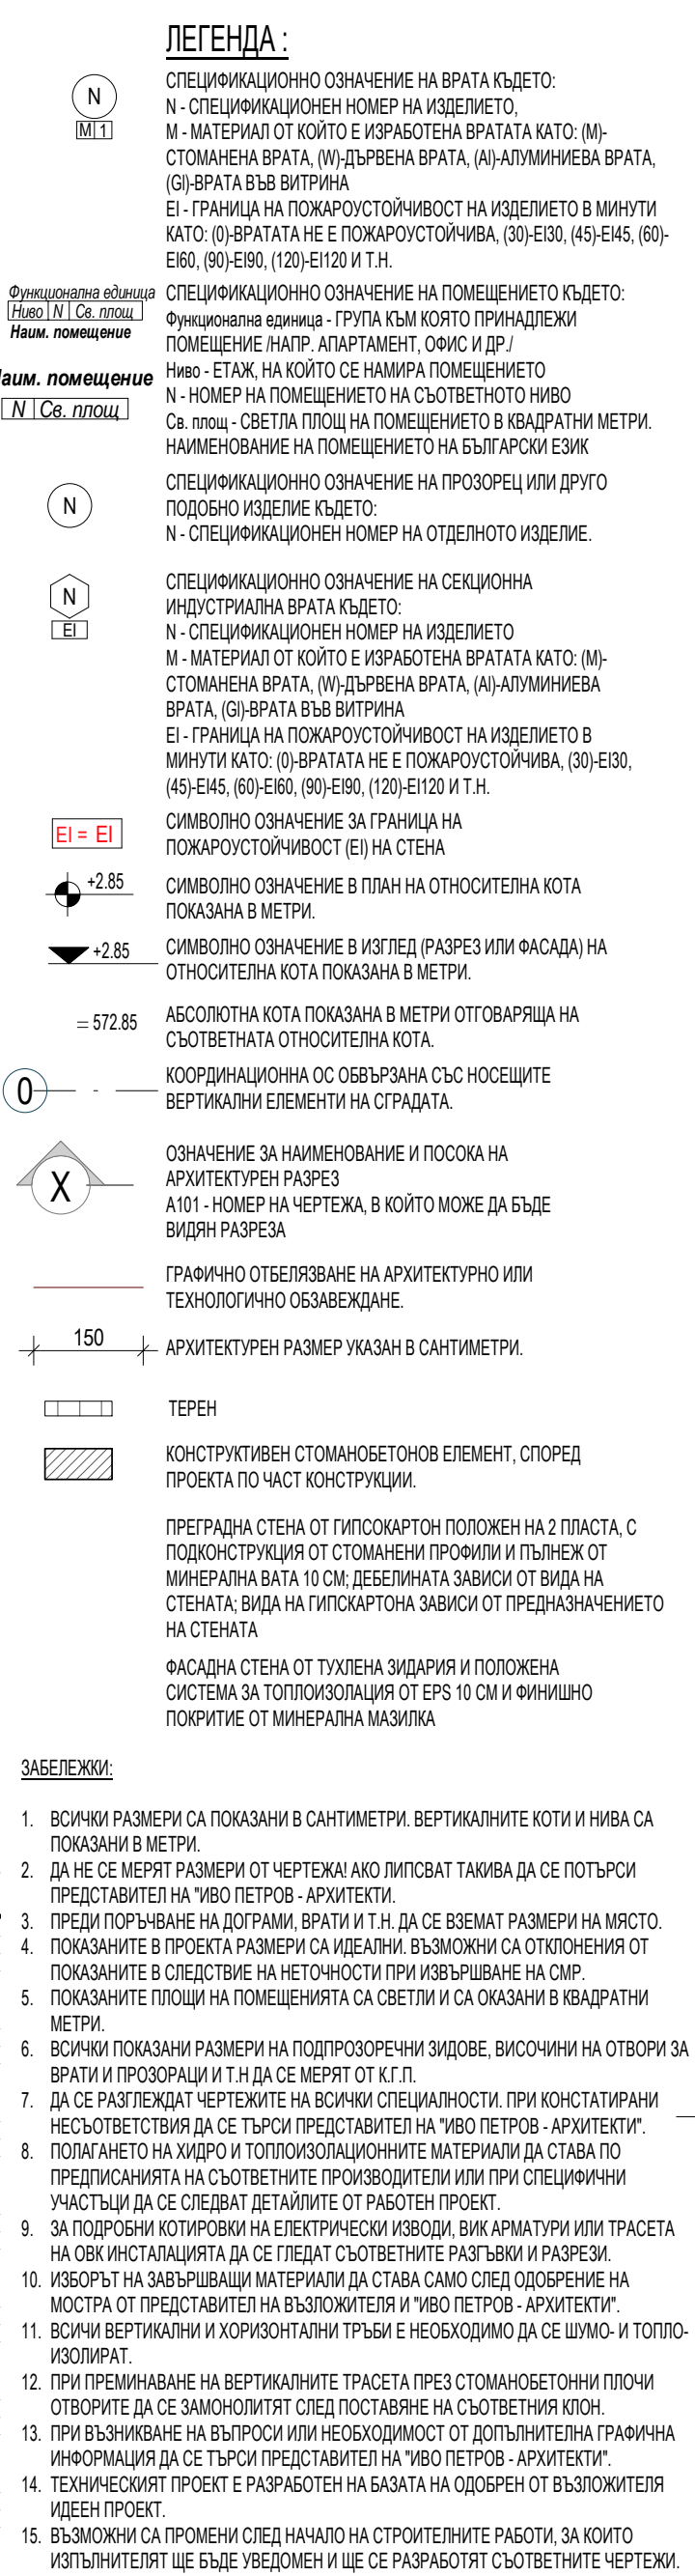 ЛЕГЕНДА :
N
M 1
СПЕЦИФИКАЦИОННО ОЗНАЧЕНИЕ НА ВРАТА КЪДЕТО:
N - СПЕЦИФИКАЦИОНЕН НОМЕР НА ИЗДЕЛИЕТО,
M - МАТЕРИАЛ ОТ КОЙТО Е ИЗРАБОТЕНА ВРАТАТА КАТО: (M)-
СТОМАНЕНА ВРАТА, (W)-ДЪРВЕНА ВРАТА, (Al)-АЛУМИНИЕВА ВРАТА,
(Gl)-ВРАТА ВЪВ ВИТРИНА
EI - ГРАНИЦА НА ПОЖАРОУСТОЙЧИВОСТ НА ИЗДЕЛИЕТО В МИНУТИ
КАТО: (0)-ВРАТАТА НЕ Е ПОЖАРОУСТОЙЧИВА, (30)-EI30, (45)-EI45, (60)-
EI60, (90)-EI90, (120)-EI120 И Т.Н.
Функционална единица
Ниво N Св. площ
Наим. помещение
аим. помещение
N Св. площ
СПЕЦИФИКАЦИОННО ОЗНАЧЕНИЕ НА ПОМЕЩЕНИЕТО КЪДЕТО:
Функционална единица - ГРУПА КЪМ КОЯТО ПРИНАДЛЕЖИ
ПОМЕЩЕНИЕ /НАПР. АПАРТАМЕНТ, ОФИС И ДР./
Ниво - ЕТАЖ, НА КОЙТО СЕ НАМИРА ПОМЕЩЕНИЕТО
N - НОМЕР НА ПОМЕЩЕНИЕТО НА СЪОТВЕТНОТО НИВО
Св. площ - СВЕТЛА ПЛОЩ НА ПОМЕЩЕНИЕТО В КВАДРАТНИ МЕТРИ.
НАИМЕНОВАНИЕ НА ПОМЕЩЕНИЕТО НА БЪЛГАРСКИ ЕЗИК
N
СПЕЦИФИКАЦИОННО ОЗНАЧЕНИЕ НА ПРОЗОРЕЦ ИЛИ ДРУГО
ПОДОБНО ИЗДЕЛИЕ КЪДЕТО:
N - СПЕЦИФИКАЦИОНЕН НОМЕР НА ОТДЕЛНОТО ИЗДЕЛИЕ.
N
EI
СПЕЦИФИКАЦИОННО ОЗНАЧЕНИЕ НА СЕКЦИОННА
ИНДУСТРИАЛНА ВРАТА КЪДЕТО:
N - СПЕЦИФИКАЦИОНЕН НОМЕР НА ИЗДЕЛИЕТО
M - МАТЕРИАЛ ОТ КОЙТО Е ИЗРАБОТЕНА ВРАТАТА КАТО: (M)-
СТОМАНЕНА ВРАТА, (W)-ДЪРВЕНА ВРАТА, (Al)-АЛУМИНИЕВА
ВРАТА, (Gl)-ВРАТА ВЪВ ВИТРИНА
EI - ГРАНИЦА НА ПОЖАРОУСТОЙЧИВОСТ НА ИЗДЕЛИЕТО В
МИНУТИ КАТО: (0)-ВРАТАТА НЕ Е ПОЖАРОУСТОЙЧИВА, (30)-EI30,
(45)-EI45, (60)-EI60, (90)-EI90, (120)-EI120 И Т.Н.
EI = EI
СИМВОЛНО ОЗНАЧЕНИЕ ЗА ГРАНИЦА НА
ПОЖАРОУСТОЙЧИВОСТ (EI) НА СТЕНА
+2.85
СИМВОЛНО ОЗНАЧЕНИЕ В ПЛАН НА ОТНОСИТЕЛНА КОТА
ПОКАЗАНА В МЕТРИ.
+2.85
СИМВОЛНО ОЗНАЧЕНИЕ В ИЗГЛЕД (РАЗРЕЗ ИЛИ ФАСАДА) НА
ОТНОСИТЕЛНА КОТА ПОКАЗАНА В МЕТРИ.
= 572.85
АБСОЛЮТНА КОТА ПОКАЗАНА В МЕТРИ ОТГОВАРЯЩА НА
СЪОТВЕТНАТА ОТНОСИТЕЛНА КОТА.
0
КООРДИНАЦИОННА ОС ОБВЪРЗАНА СЪС НОСЕЩИТЕ
ВЕРТИКАЛНИ ЕЛЕМЕНТИ НА СГРАДАТА.
X
ОЗНАЧЕНИЕ ЗА НАИМЕНОВАНИЕ И ПОСОКА НА
АРХИТЕКТУРЕН РАЗРЕЗ
А101 - НОМЕР НА ЧЕРТЕЖА, В КОЙТО МОЖЕ ДА БЪДЕ
ВИДЯН РАЗРЕЗА
ГРАФИЧНО ОТБЕЛЯЗВАНЕ НА АРХИТЕКТУРНО ИЛИ
ТЕХНОЛОГИЧНО ОБЗАВЕЖДАНЕ.
150
АРХИТЕКТУРЕН РАЗМЕР УКАЗАН В САНТИМЕТРИ.
ТЕРЕН
КОНСТРУКТИВЕН СТОМАНОБЕТОНОВ ЕЛЕМЕНТ, СПОРЕД
ПРОЕКТА ПО ЧАСТ КОНСТРУКЦИИ.
ПРЕГРАДНА СТЕНА ОТ ГИПСОКАРТОН ПОЛОЖЕН НА 2 ПЛАСТА, С
ПОДКОНСТРУКЦИЯ ОТ СТОМАНЕНИ ПРОФИЛИ И ПЪЛНЕЖ ОТ
МИНЕРАЛНА ВАТА 10 СМ; ДЕБЕЛИНАТА ЗАВИСИ ОТ ВИДА НА
СТЕНАТА; ВИДА НА ГИПСКАРТОНА ЗАВИСИ ОТ ПРЕДНАЗНАЧЕНИЕТО
НА СТЕНАТА
ФАСАДНА СТЕНА ОТ ТУХЛЕНА ЗИДАРИЯ И ПОЛОЖЕНА
СИСТЕМА ЗА ТОПЛОИЗОЛАЦИЯ ОТ EPS 10 СМ И ФИНИШНО
ПОКРИТИЕ ОТ МИНЕРАЛНА МАЗИЛКА
ЗАБЕЛЕЖКИ:
1. ВСИЧКИ РАЗМЕРИ СА ПОКАЗАНИ В САНТИМЕТРИ. ВЕРТИКАЛНИТЕ КОТИ И НИВА СА
ПОКАЗАНИ В МЕТРИ.
2. ДА НЕ СЕ МЕРЯТ РАЗМЕРИ ОТ ЧЕРТЕЖА! АКО ЛИПСВАТ ТАКИВА ДА СЕ ПОТЪРСИ
ПРЕДСТАВИТЕЛ НА "ИВО ПЕТРОВ - АРХИТЕКТИ.
3. ПРЕДИ ПОРЪЧВАНЕ НА ДОГРАМИ, ВРАТИ И Т.Н. ДА СЕ ВЗЕМАТ РАЗМЕРИ НА МЯСТО.
4. ПОКАЗАНИТЕ В ПРОЕКТА РАЗМЕРИ СА ИДЕАЛНИ. ВЪЗМОЖНИ СА ОТКЛОНЕНИЯ ОТ
ПОКАЗАНИТЕ В СЛЕДСТВИЕ НА НЕТОЧНОСТИ ПРИ ИЗВЪРШВАНЕ НА СМР.
5. ПОКАЗАНИТЕ ПЛОЩИ НА ПОМЕЩЕНИЯТА СА СВЕТЛИ И СА ОКАЗАНИ В КВАДРАТНИ
МЕТРИ.
6. ВСИЧКИ ПОКАЗАНИ РАЗМЕРИ НА ПОДПРОЗОРЕЧНИ ЗИДОВЕ, ВИСОЧИНИ НА ОТВОРИ ЗА
ВРАТИ И ПРОЗОРАЦИ И Т.Н ДА СЕ МЕРЯТ ОТ К.Г.П.
7. ДА СЕ РАЗГЛЕЖДАТ ЧЕРТЕЖИТЕ НА ВСИЧКИ СПЕЦИАЛНОСТИ. ПРИ КОНСТАТИРАНИ
НЕСЪОТВЕТСТВИЯ ДА СЕ ТЪРСИ ПРЕДСТАВИТЕЛ НА "ИВО ПЕТРОВ - АРХИТЕКТИ".
8. ПОЛАГАНЕТО НА ХИДРО И ТОПЛОИЗОЛАЦИОННИТЕ МАТЕРИАЛИ ДА СТАВА ПО
ПРЕДПИСАНИЯТА НА СЪОТВЕТНИТЕ ПРОИЗВОДИТЕЛИ ИЛИ ПРИ СПЕЦИФИЧНИ
УЧАСТЪЦИ ДА СЕ СЛЕДВАТ ДЕТАЙЛИТЕ ОТ РАБОТЕН ПРОЕКТ.
9. ЗА ПОДРОБНИ КОТИРОВКИ НА ЕЛЕКТРИЧЕСКИ ИЗВОДИ, ВИК АРМАТУРИ ИЛИ ТРАСЕТА
НА ОВК ИНСТАЛАЦИЯТА ДА СЕ ГЛЕДАТ СЪОТВЕТНИТЕ РАЗГЪВКИ И РАЗРЕЗИ.
10. ИЗБОРЪТ НА ЗАВЪРШВАЩИ МАТЕРИАЛИ ДА СТАВА САМО СЛЕД ОДОБРЕНИЕ НА
МОСТРА ОТ ПРЕДСТАВИТЕЛ НА ВЪЗЛОЖИТЕЛЯ И "ИВО ПЕТРОВ - АРХИТЕКТИ".
11. ВСИЧИ ВЕРТИКАЛНИ И ХОРИЗОНТАЛНИ ТРЪБИ Е НЕОБХОДИМО ДА СЕ ШУМО- И ТОПЛО-
ИЗОЛИРАТ.
12. ПРИ ПРЕМИНАВАНЕ НА ВЕРТИКАЛНИТЕ ТРАСЕТА ПРЕЗ СТОМАНОБЕТОННИ ПЛОЧИ
ОТВОРИТЕ ДА СЕ ЗАМОНОЛИТЯТ СЛЕД ПОСТАВЯНЕ НА СЪОТВЕТНИЯ КЛОН.
13. ПРИ ВЪЗНИКВАНЕ НА ВЪПРОСИ ИЛИ НЕОБХОДИМОСТ ОТ ДОПЪЛНИТЕЛНА ГРАФИЧНА
ИНФОРМАЦИЯ ДА СЕ ТЪРСИ ПРЕДСТАВИТЕЛ НА "ИВО ПЕТРОВ - АРХИТЕКТИ".
14. ТЕХНИЧЕСКИЯТ ПРОЕКТ Е РАЗРАБОТЕН НА БАЗАТА НА ОДОБРЕН ОТ ВЪЗЛОЖИТЕЛЯ
ИДЕЕН ПРОЕКТ.
15. ВЪЗМОЖНИ СА ПРОМЕНИ СЛЕД НАЧАЛО НА СТРОИТЕЛНИТЕ РАБОТИ, ЗА КОИТО
ИЗПЪЛНИТЕЛЯТ ЩЕ БЪДЕ УВЕДОМЕН И ЩЕ СЕ РАЗРАБОТЯТ СЪОТВЕТНИТЕ ЧЕРТЕЖИ.